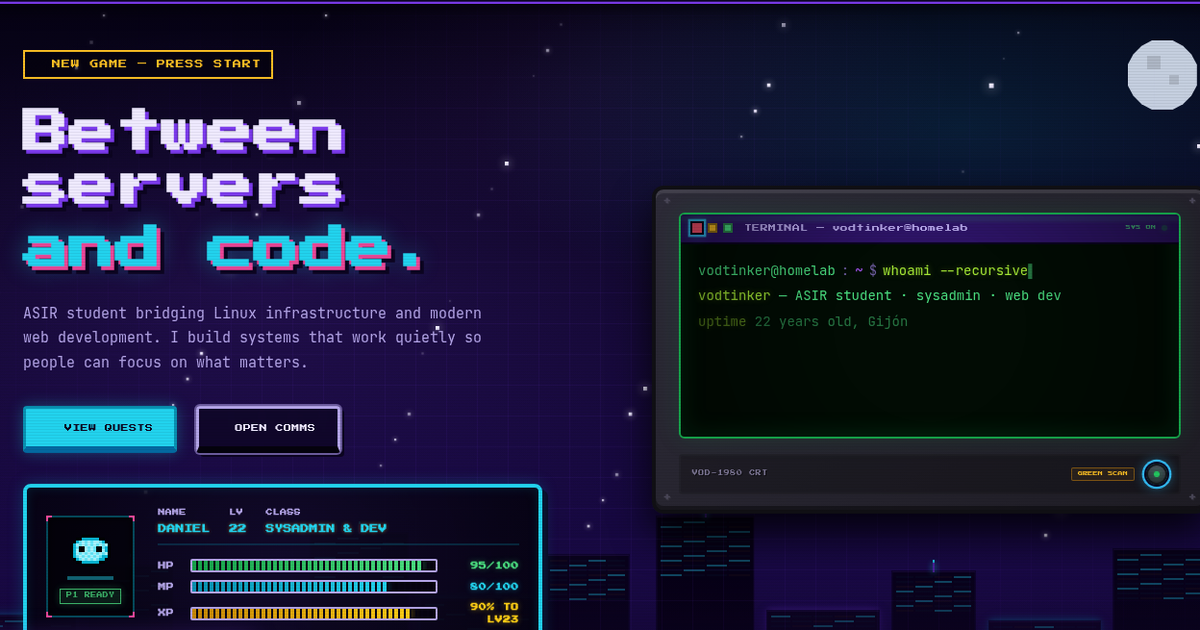 NEW GAME — PRESS START
Between
servers
and code.
ASIR student bridging Linux infrastructure and modern
web development. I build systems that work quietly so
people can focus on what matters.
VIEW QUESTS
OPEN COMMS
TERMINAL — vodtinker@homelab
SYS ON
vodtinker@homelab : ~ $ whoami --recursive
vodtinker — ASIR student · sysadmin · web dev
uptime 22 years old, Gijón
VOD-1980 CRT
GREEN SCAN
NAME LV CLASS
DANIEL 22 SYSADMIN & DEV
P1 READY
HP 95/100
MP 80/100
XP 90% TO
LV23